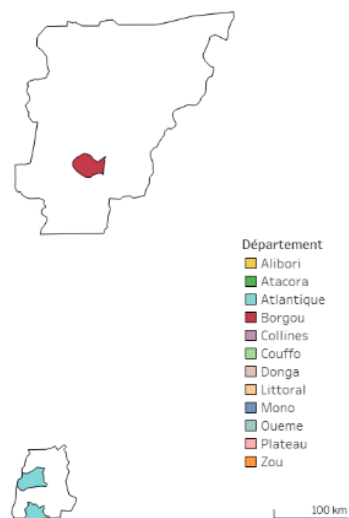 Département
Alibori
Atacora
Atlantique
Borgou
Collines
Couffo
Donga
Littoral
Mono
Oueme
Plateau
Zou
100 km